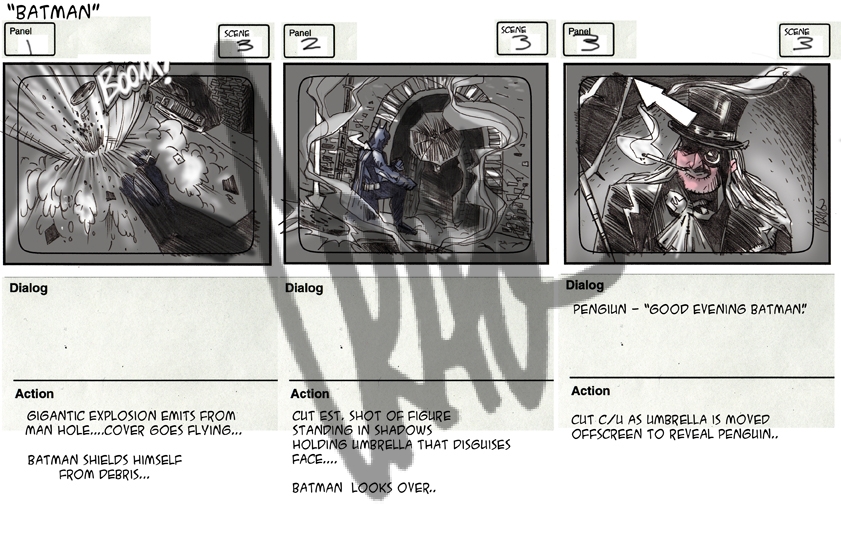 "BATMAN"
Panel
1
SCENE
3
BOOM!
Dialog
Action
GIGANTIC EXPLOSION EMITS FROM
MAN HOLE....COVER GOES FLYING...
BATMAN SHIELDS HIMSELF
FROM DEBRIS...
Panel
2
SCENE
3
Dialog
Action
CUT EST. SHOT OF FIGURE
STANDING IN SHADOWS
HOLDING UMBRELLA THAT DISGUISES
FACE....
BATMAN LOOKS OVER..
Panel
3
SCENE
3
Dialog
PENGIUN - "GOOD EVENING BATMAN."
Action
CUT C/U AS UMBRELLA IS MOVED
OFFSCREEN TO REVEAL PENGUIN..